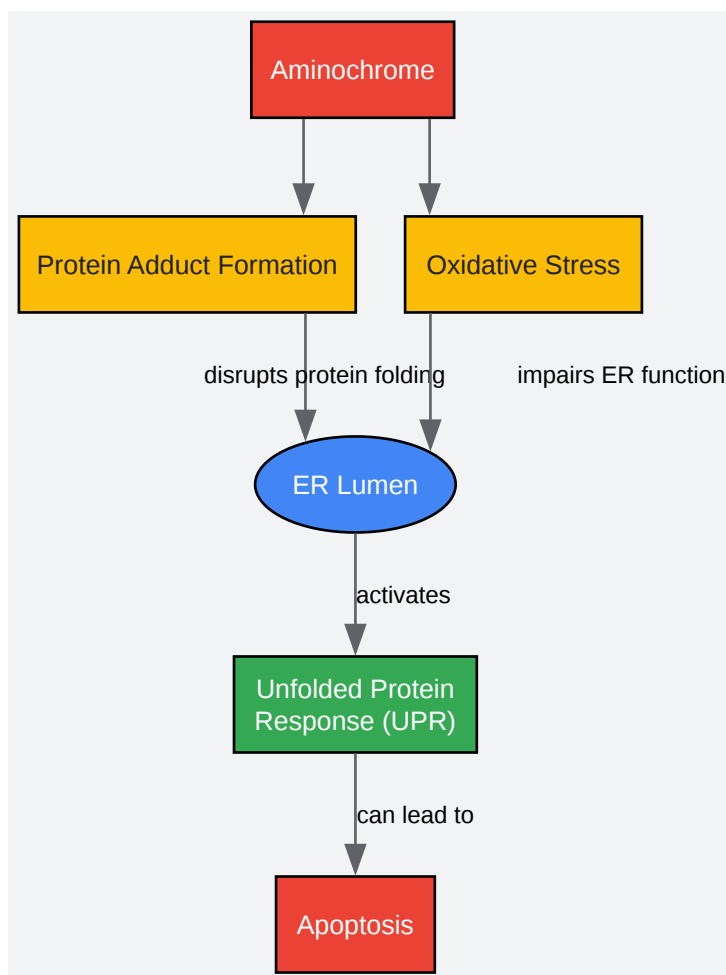 Aminochrome
Protein Adduct Formation
Oxidative Stress
disrupts protein folding
impairs ER function
ER Lumen
activates
Unfolded Protein
Response (UPR)
can lead to
Apoptosis